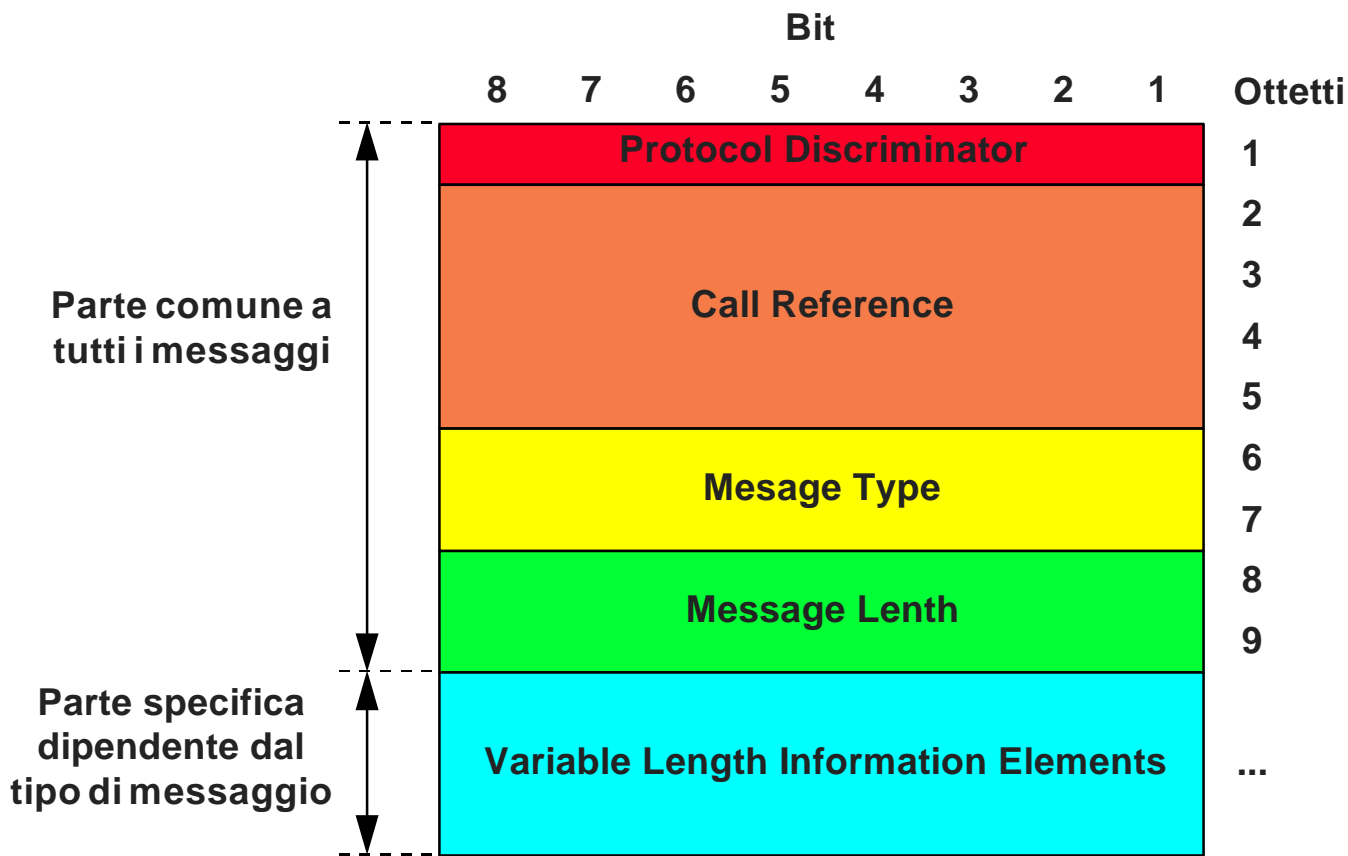 Bit
8 7 6 5 4 3 2 1 Ottetti
Protocol Discriminator 1
2
3
Call Reference
4
5
Parte comune a
tutti i messaggi
6
Mesage Type
7
8
Message Lenth
9
Parte specifica
dipendente dal
tipo di messaggio
Variable Length Information Elements ...